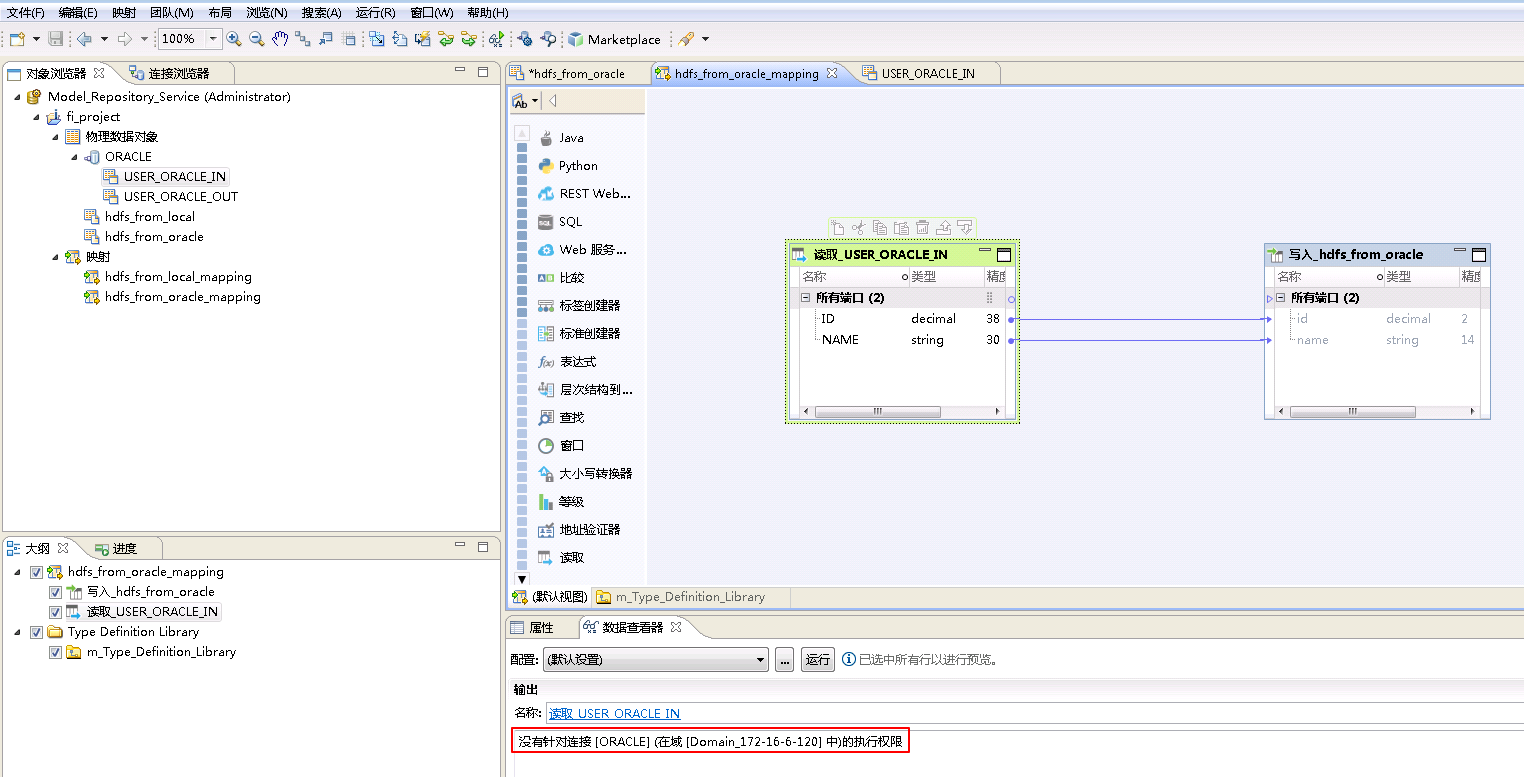 文件(F) 编辑(E) 映射 团队(M) 布局 浏览(N) 搜索(A) 运行(R) 窗口(W) 帮助(H)
100% Marketplace
对象浏览器 连接浏览器
Model_Repository_Service (Administrator)
fi_project
物理数据对象
ORACLE
USER_ORACLE_IN
USER_ORACLE_OUT
hdfs_from_local
hdfs_from_oracle
映射
hdfs_from_local_mapping
hdfs_from_oracle_mapping
大纲 进度
hdfs_from_oracle_mapping
写入_hdfs_from_oracle
读取_USER_ORACLE_IN
Type Definition Library
m_Type_Definition_Library
*hdfs_from_oracle hdfs_from_oracle_mapping USER_ORACLE_IN
Ab
Java
Python
REST Web...
SQL
Web 服务...
比较
标签创建器
标准创建器
表达式
层次结构到...
查找
窗口
大小写转换器
等级
地址验证器
读取
读取_USER_ORACLE_IN
名称 类型 精度
所有端口 (2)
ID decimal 38
NAME string 30
写入_hdfs_from_oracle
名称 类型 精度
所有端口 (2)
id decimal 2
name string 14
(默认视图) m_Type_Definition_Library
属性 数据查看器
配置: (默认设置) ... 运行 已选中所有行以进行预览。
输出
名称: 读取_USER_ORACLE_IN
没有针对连接 [ORACLE] (在域 [Domain_172-16-6-120] 中)的执行权限